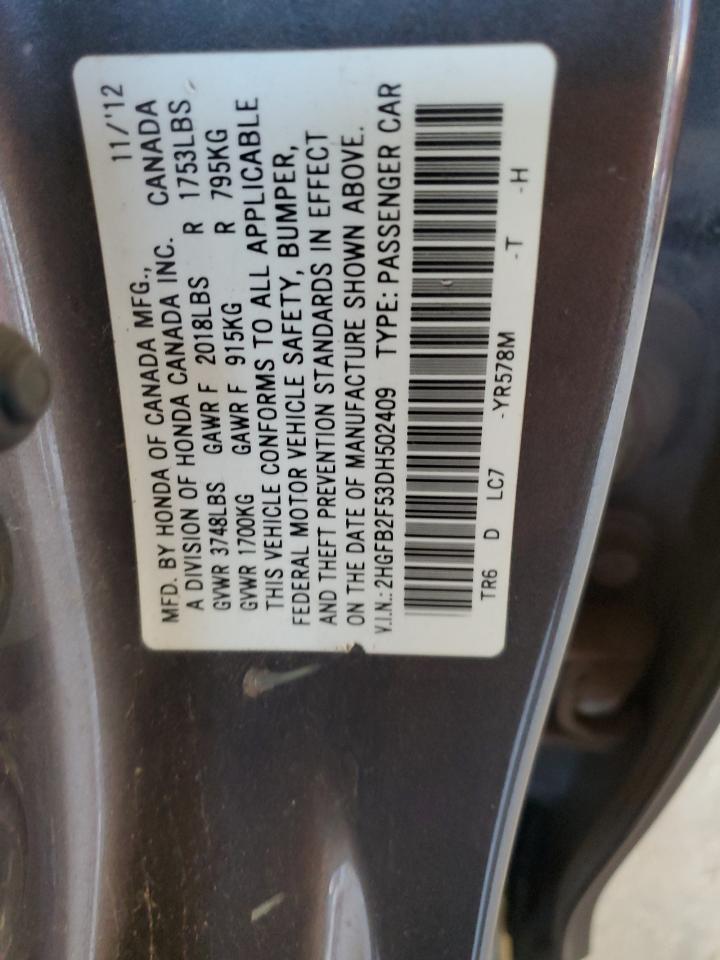 MFD. BY HONDA OF CANADA MFG., 11/'12
A DIVISION OF HONDA CANADA INC. CANADA
GVWR 3748LBS GAWR F 2018LBS R 1753LBS
GVWR 1700KG GAWR F 915KG R 795KG
THIS VEHICLE CONFORMS TO ALL APPLICABLE
FEDERAL MOTOR VEHICLE SAFETY, BUMPER,
AND THEFT PREVENTION STANDARDS IN EFFECT
ON THE DATE OF MANUFACTURE SHOWN ABOVE.
V.I.N.: 2HGFB2F53DH502409 TYPE: PASSENGER CAR
TR6 D LC7 -YR578M -T -H